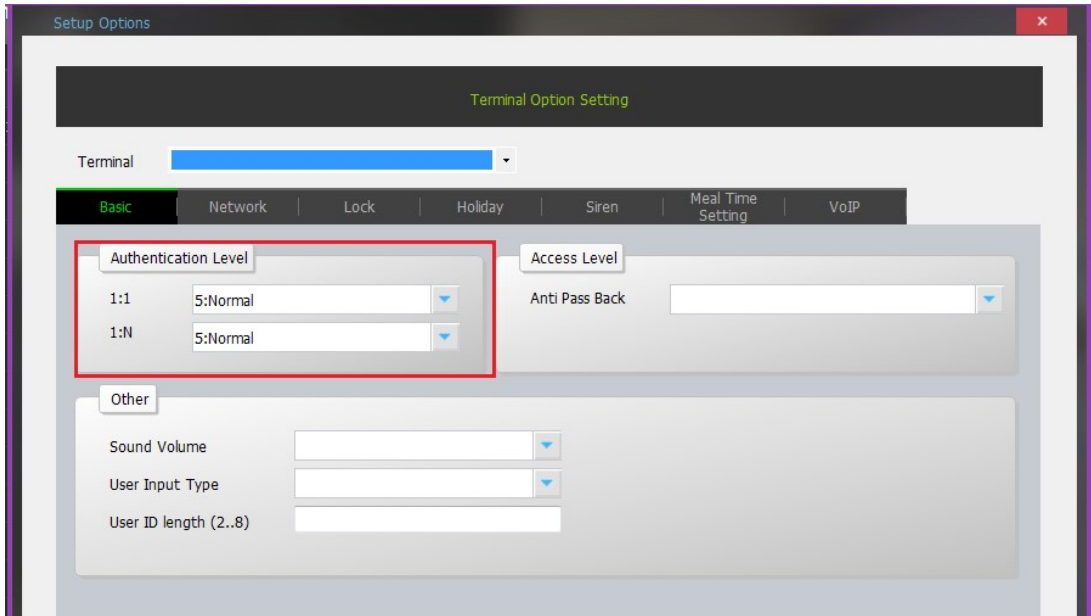 Setup Options
Terminal Option Setting
Terminal
Basic
Network
Lock
Holiday
Siren
Meal Time
Setting
VoIP
Authentication Level
1:1
5:Normal
1:N
5:Normal
Access Level
Anti Pass Back
Other
Sound Volume
User Input Type
User ID length (2..8)